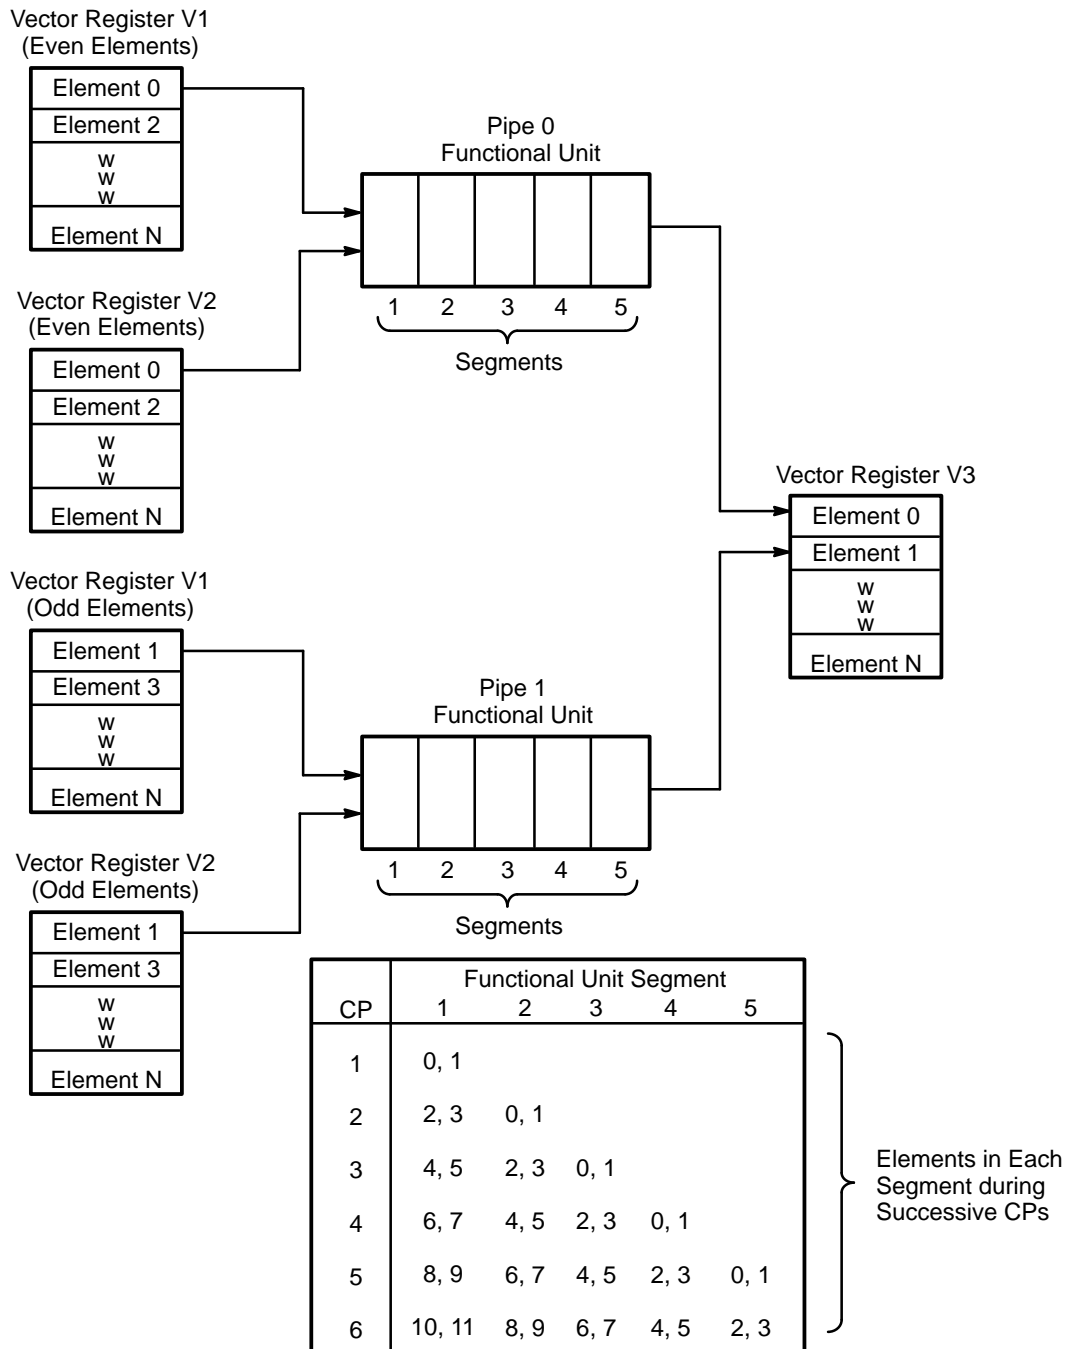 Vector Register V1
(Even Elements)
Element 0
Element 2
w
w
w
Element N
Pipe 0
Functional Unit
1 2 3 4 5
Segments
Vector Register V2
(Even Elements)
Element 0
Element 2
w
w
w
Element N
Vector Register V3
Element 0
Element 1
w
w
w
Element N
Vector Register V1
(Odd Elements)
Element 1
Element 3
w
w
w
Element N
Pipe 1
Functional Unit
1 2 3 4 5
Segments
Vector Register V2
(Odd Elements)
Element 1
Element 3
w
w
w
Element N
Functional Unit Segment
CP 1 2 3 4 5
1 0, 1
2 2, 3 0, 1
3 4, 5 2, 3 0, 1
4 6, 7 4, 5 2, 3 0, 1
5 8, 9 6, 7 4, 5 2, 3 0, 1
6 10, 11 8, 9 6, 7 4, 5 2, 3
Elements in Each
Segment during
Successive CPs